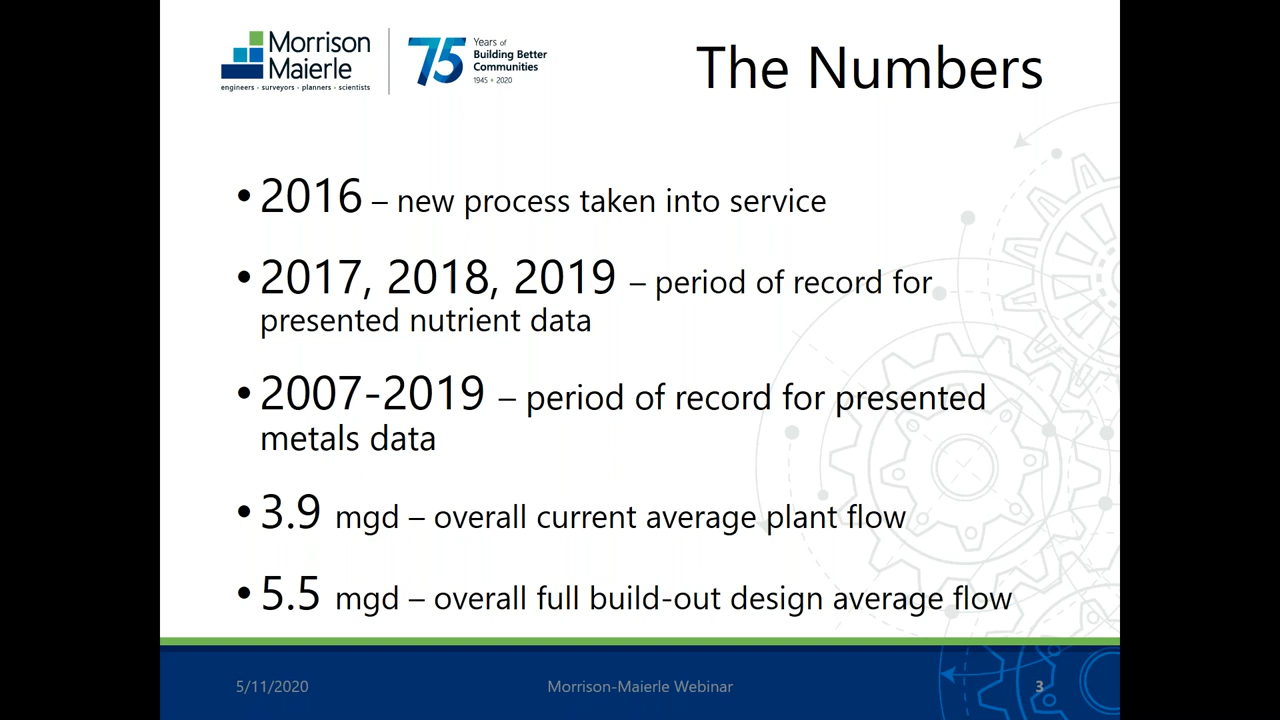 Morrison
Maierle
engineers · surveyors · planners · scientists
75
Years of
Building Better
Communities
1945 • 2020
The Numbers
• 2016 – new process taken into service
• 2017, 2018, 2019 – period of record for
presented nutrient data
• 2007-2019 – period of record for presented
metals data
• 3.9 mgd – overall current average plant flow
• 5.5 mgd – overall full build-out design average flow
5/11/2020
Morrison-Maierle Webinar
3